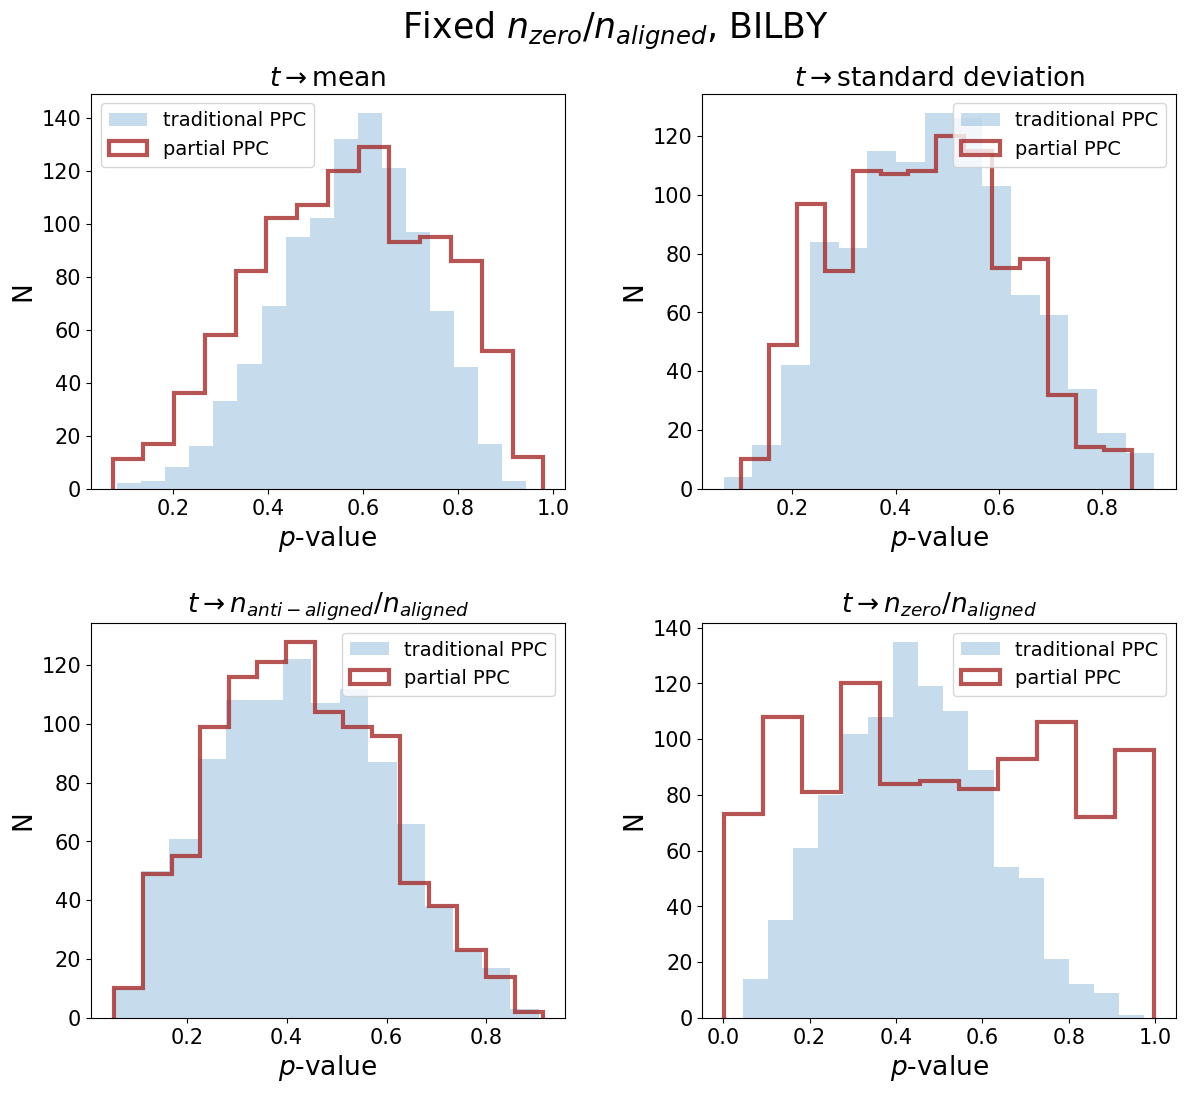 Fixed n_zero/n_aligned, BILBY
t → mean
traditional PPC
partial PPC
140
120
100
80
60
40
20
0
N
0.2 0.4 0.6 0.8 1.0
p-value
t → standard deviation
traditional PPC
partial PPC
120
100
80
60
40
20
0
N
0.2 0.4 0.6 0.8
p-value
t → n_anti−aligned/n_aligned
traditional PPC
partial PPC
120
100
80
60
40
20
0
N
0.2 0.4 0.6 0.8
p-value
t → n_zero/n_aligned
traditional PPC
partial PPC
140
120
100
80
60
40
20
0
N
0.0 0.2 0.4 0.6 0.8 1.0
p-value